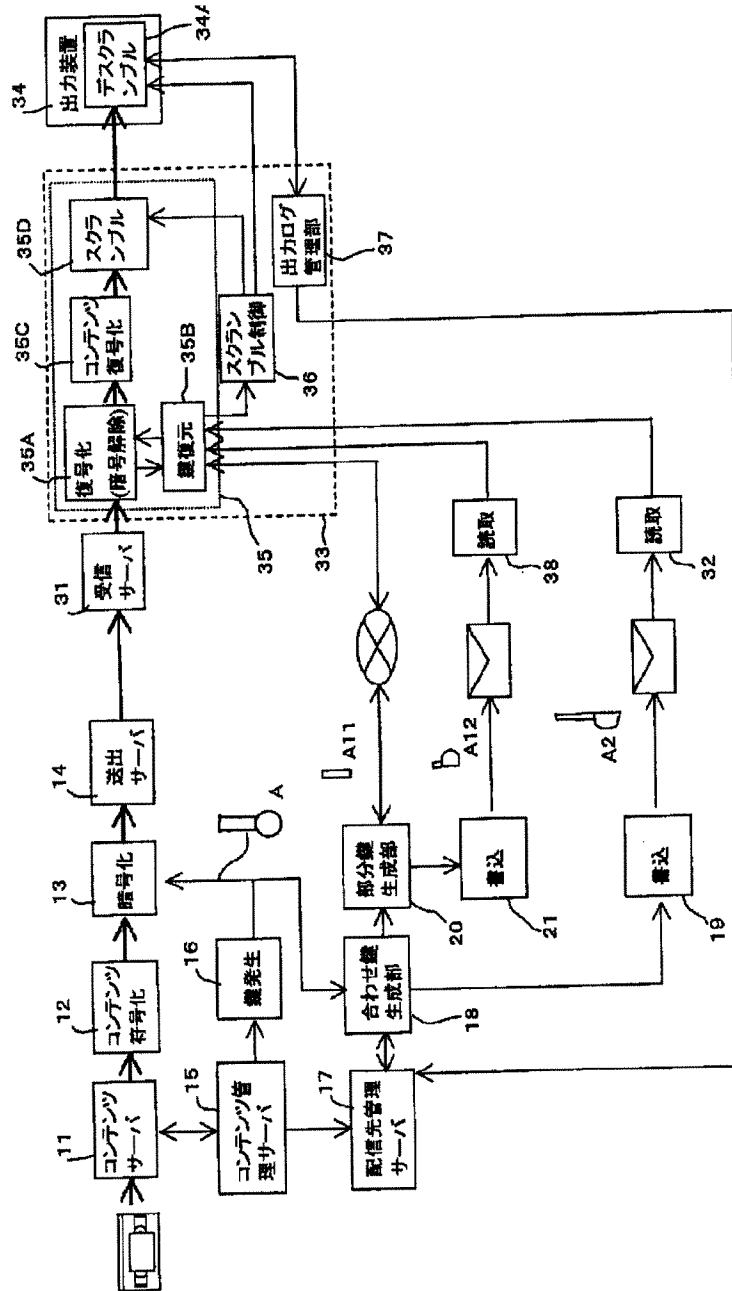 11
コンテンツ
サーバ
12
コンテンツ
符号化
13
暗号化
14
送出
サーバ
31
受信
サーバ
35A
復号化
(暗号解除)
35C
コンテンツ
復号化
35D
スクラ
ンブル
34
出力装置
デスクラ
ンブル
34A
15
コンテンツ管
理サーバ
16
鍵発生
A
35B
鍵復元
スクラン
ブル制御
36
出力ログ
管理部
37
35
33
17
配信先管理
サーバ
合わせ鍵
生成部
18
部分鍵
生成部
20
A11
書込
21
A12
読取
38
書込
19
A2
読取
32